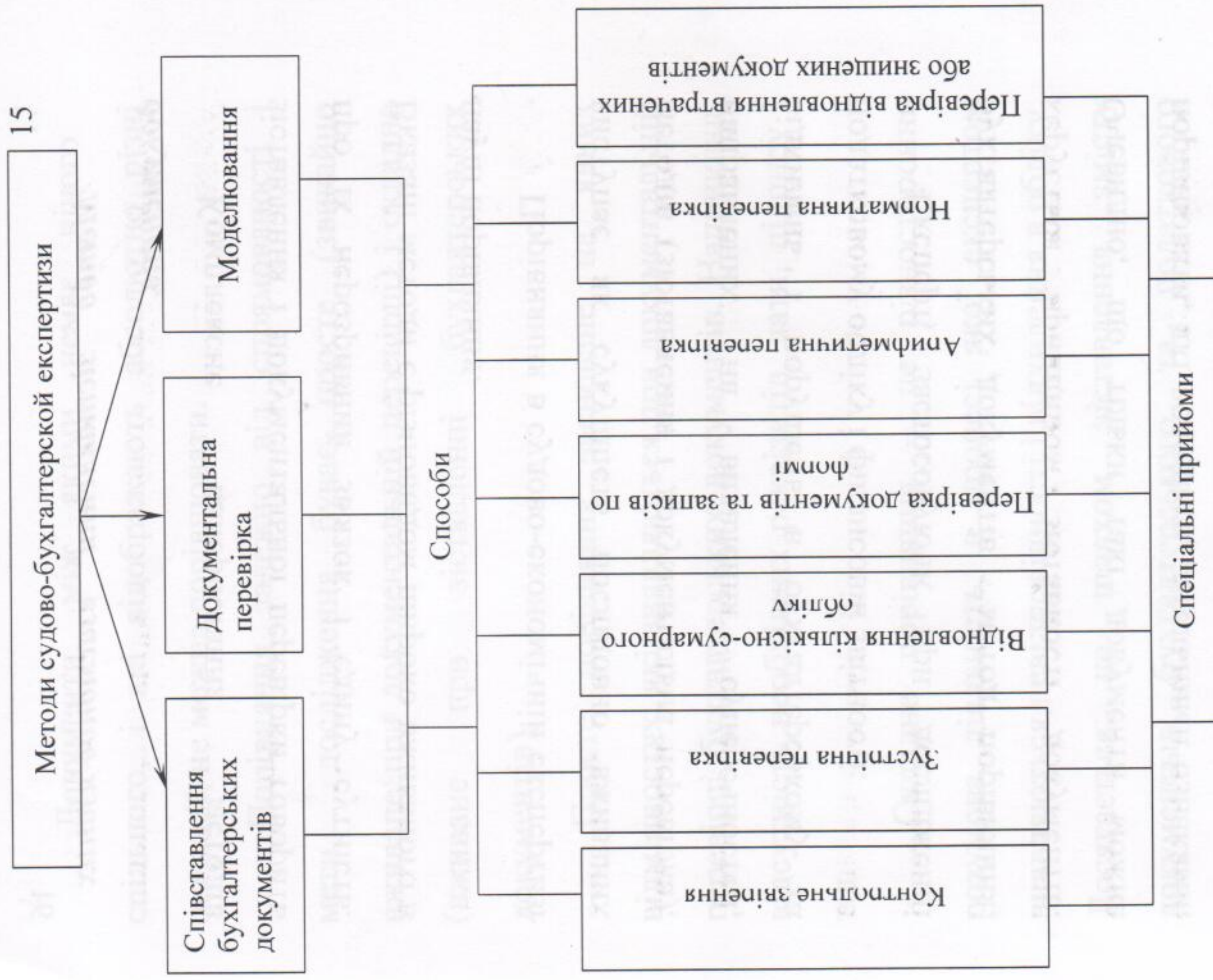 15
Методи судово-бухгалтерской експертизи
Співставлення
бухгалтерських
документів
Документальна
перевірка
Моделювання
Способи
Контрольне звірення
Зустрічна перевірка
Відновлення кількісно-сумарного
обліку
Перевірка документів та записів по
формі
Арифметична перевірка
Нормативна перевірка
Перевірка відновлення втрачених
або знищених документів
Спеціальні прийоми